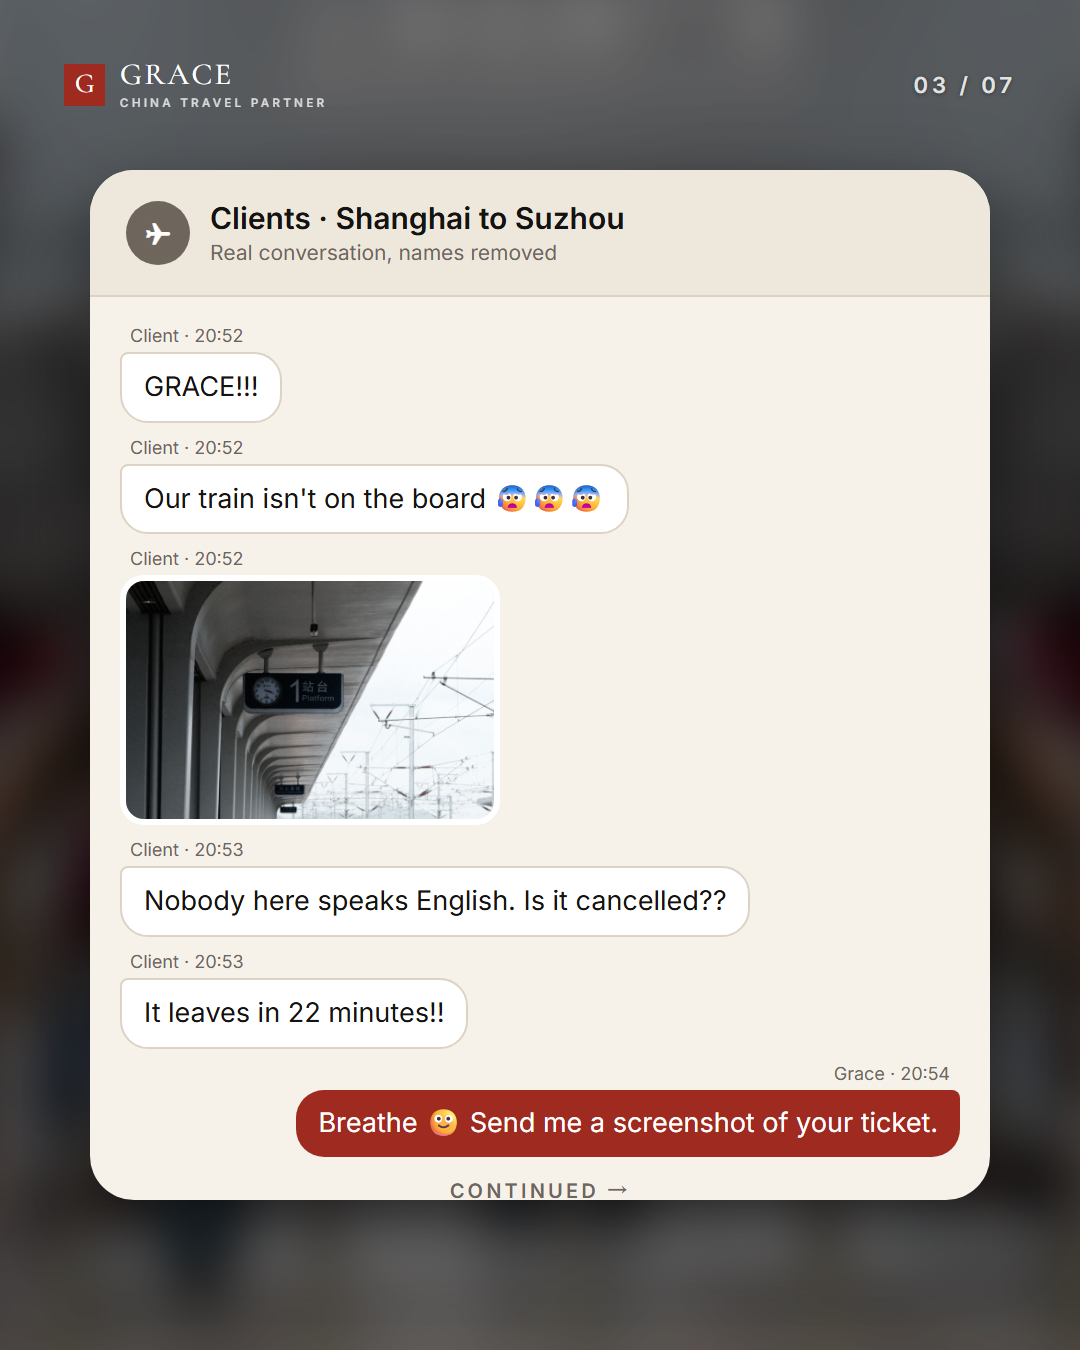 G GRACE
CHINA TRAVEL PARTNER
03 / 07
Clients · Shanghai to Suzhou
Real conversation, names removed
Client · 20:52
GRACE!!!
Client · 20:52
Our train isn't on the board 😰😰😰
Client · 20:52
1 站台
Platform
Client · 20:53
Nobody here speaks English. Is it cancelled??
Client · 20:53
It leaves in 22 minutes!!
Grace · 20:54
Breathe 🙂 Send me a screenshot of your ticket.
CONTINUED →